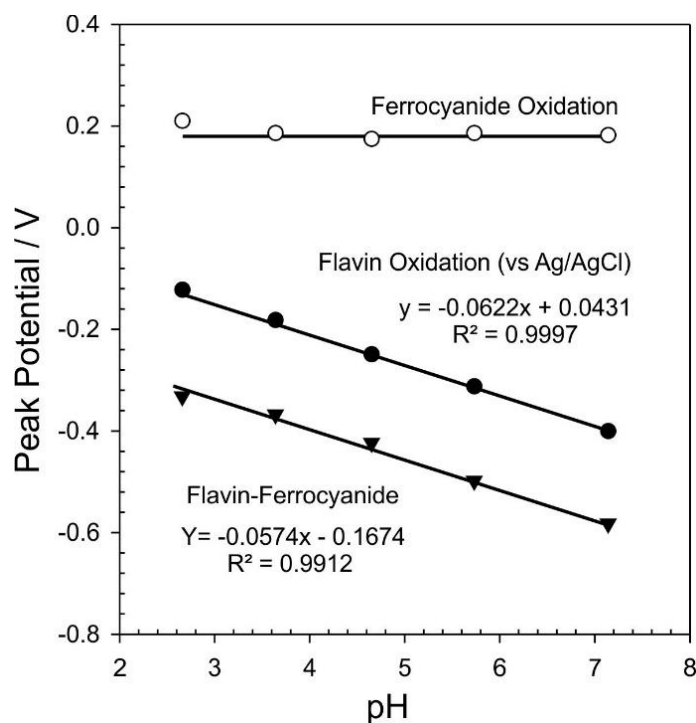 0.4
0.2
0.0
-0.2
-0.4
-0.6
-0.8
Peak Potential / V
Ferrocyanide Oxidation
Flavin Oxidation (vs Ag/AgCl)
y = -0.0622x + 0.0431
R² = 0.9997
Flavin-Ferrocyanide
Y= -0.0574x - 0.1674
R² = 0.9912
2 3 4 5 6 7 8
pH